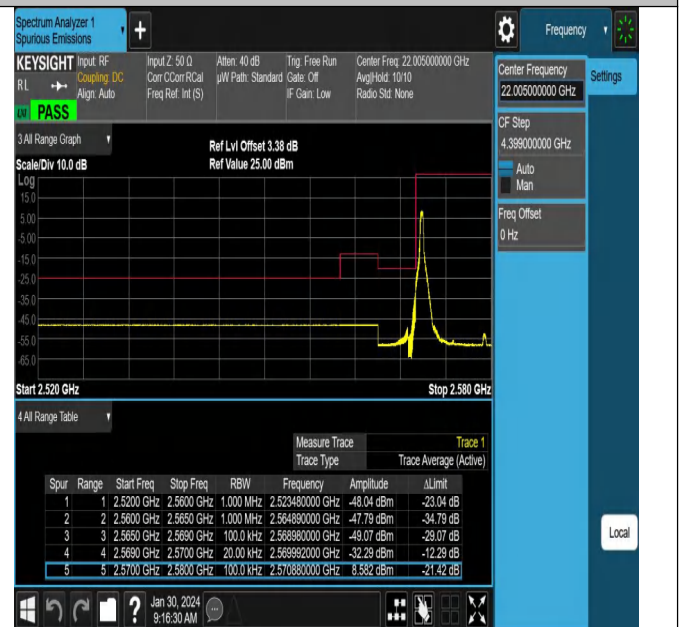 Spectrum Analyzer 1
Spurious Emissions
+
Frequency
KEYSIGHT
RL
Input: RF
Coupling: DC
Align: Auto
Input Z: 50 Ω
Corr CCorr RCal
Freq Ref: Int (S)
Atten: 40 dB
µW Path: Standard
Trig: Free Run
Gate: Off
IF Gain: Low
Center Freq: 22.005000000 GHz
Avg|Hold: 10/10
Radio Std: None
PASS
Center Frequency
22.005000000 GHz
Settings
CF Step
4.399000000 GHz
Auto
Man
Freq Offset
0 Hz
3 All Range Graph
Scale/Div 10.0 dB
Ref Lvl Offset 3.38 dB
Ref Value 25.00 dBm
Log
15.0
5.00
-5.00
-15.0
-25.0
-35.0
-45.0
-55.0
-65.0
Start 2.520 GHz
Stop 2.580 GHz
4 All Range Table
Measure Trace Trace 1
Trace Type Trace Average (Active)
Spur Range Start Freq Stop Freq RBW Frequency Amplitude ΔLimit
1 1 2.5200 GHz 2.5600 GHz 1.000 MHz 2.523480000 GHz -48.04 dBm -23.04 dB
2 2 2.5600 GHz 2.5650 GHz 1.000 MHz 2.564890000 GHz -47.79 dBm -34.79 dB
3 3 2.5650 GHz 2.5690 GHz 100.0 kHz 2.568980000 GHz -49.07 dBm -29.07 dB
4 4 2.5690 GHz 2.5700 GHz 20.00 kHz 2.569992000 GHz -32.29 dBm -12.29 dB
5 5 2.5700 GHz 2.5800 GHz 100.0 kHz 2.570880000 GHz 8.582 dBm -21.42 dB
Local
?
Jan 30, 2024
9:16:30 AM